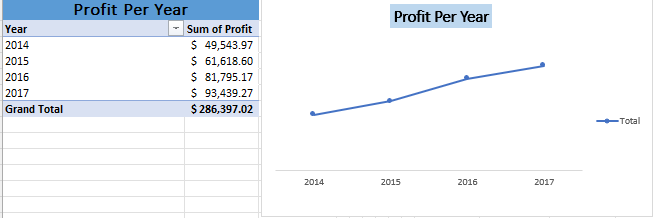 Profit Per Year
Year Sum of Profit
2014 $ 49,543.97
2015 $ 61,618.60
2016 $ 81,795.17
2017 $ 93,439.27
Grand Total $ 286,397.02
Profit Per Year
Total
2014 2015 2016 2017